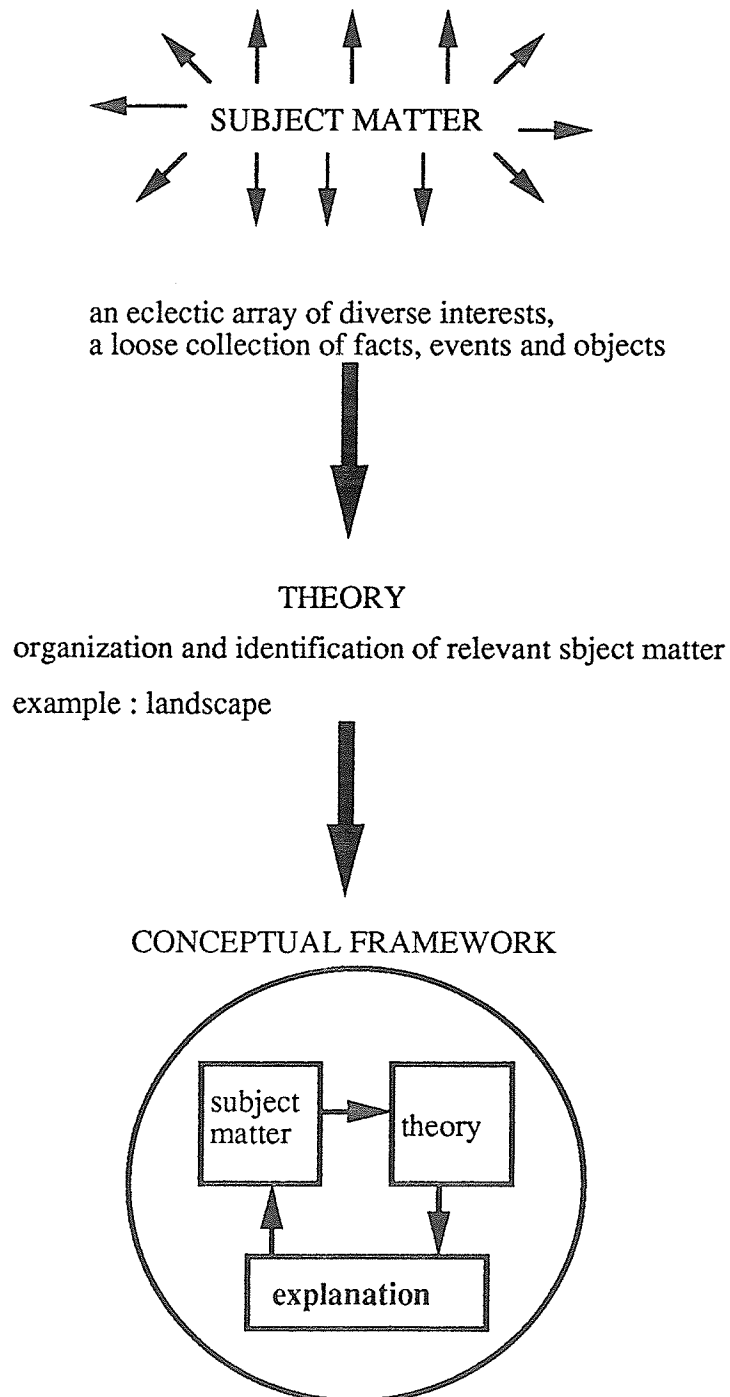 SUBJECT MATTER
an eclectic array of diverse interests,
a loose collection of facts, events and objects
THEORY
organization and identification of relevant sbject matter
example : landscape
CONCEPTUAL FRAMEWORK
subject
matter
theory
explanation